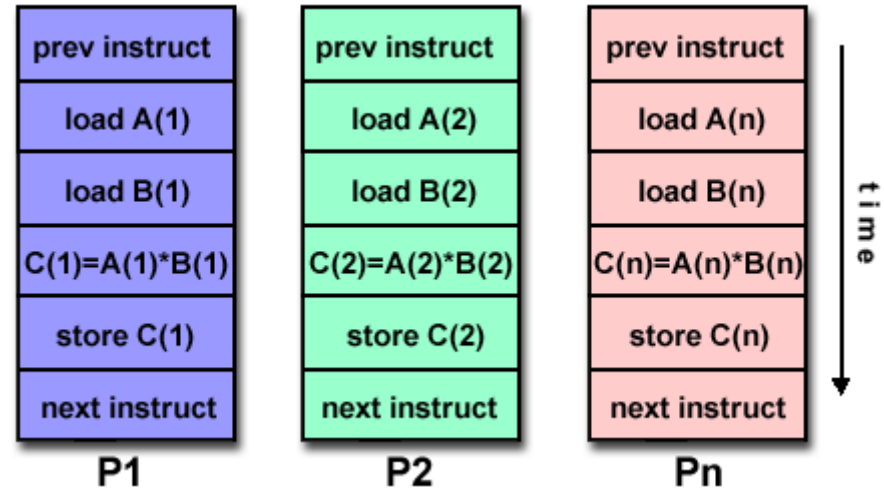 prev instruct
load A(1)
load B(1)
C(1)=A(1)*B(1)
store C(1)
next instruct
P1
prev instruct
load A(2)
load B(2)
C(2)=A(2)*B(2)
store C(2)
next instruct
P2
prev instruct
load A(n)
load B(n)
C(n)=A(n)*B(n)
store C(n)
next instruct
Pn
time